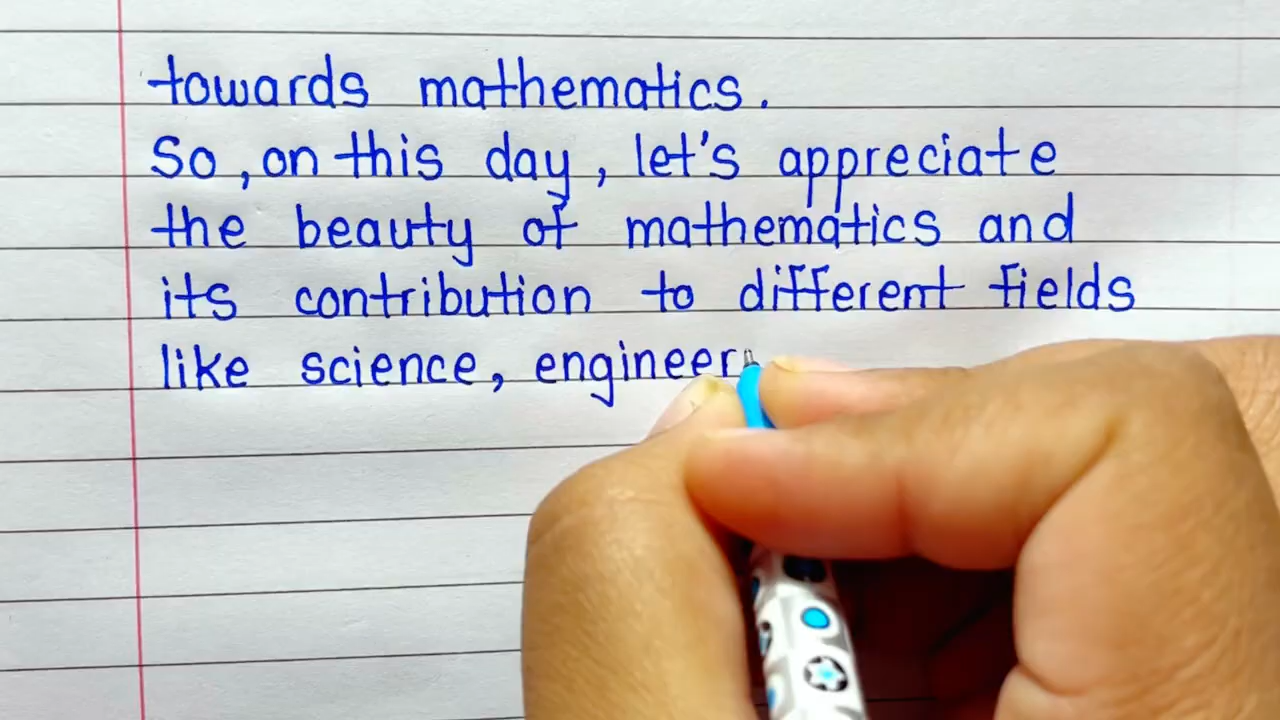 towards mathematics.
So, on this day, let's appreciate
the beauty of mathematics and
its contribution to different fields
like science, engineer